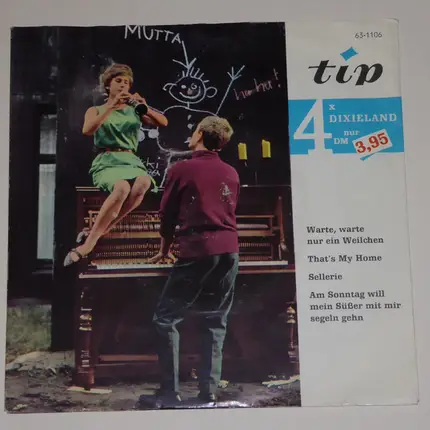 MUTTA
63-1106
tip
4 x DIXIELAND
nur
DM 3,95
Warte, warte
nur ein Weilchen
That's My Home
Sellerie
Am Sonntag will
mein Süßer mit mir
segeln gehn